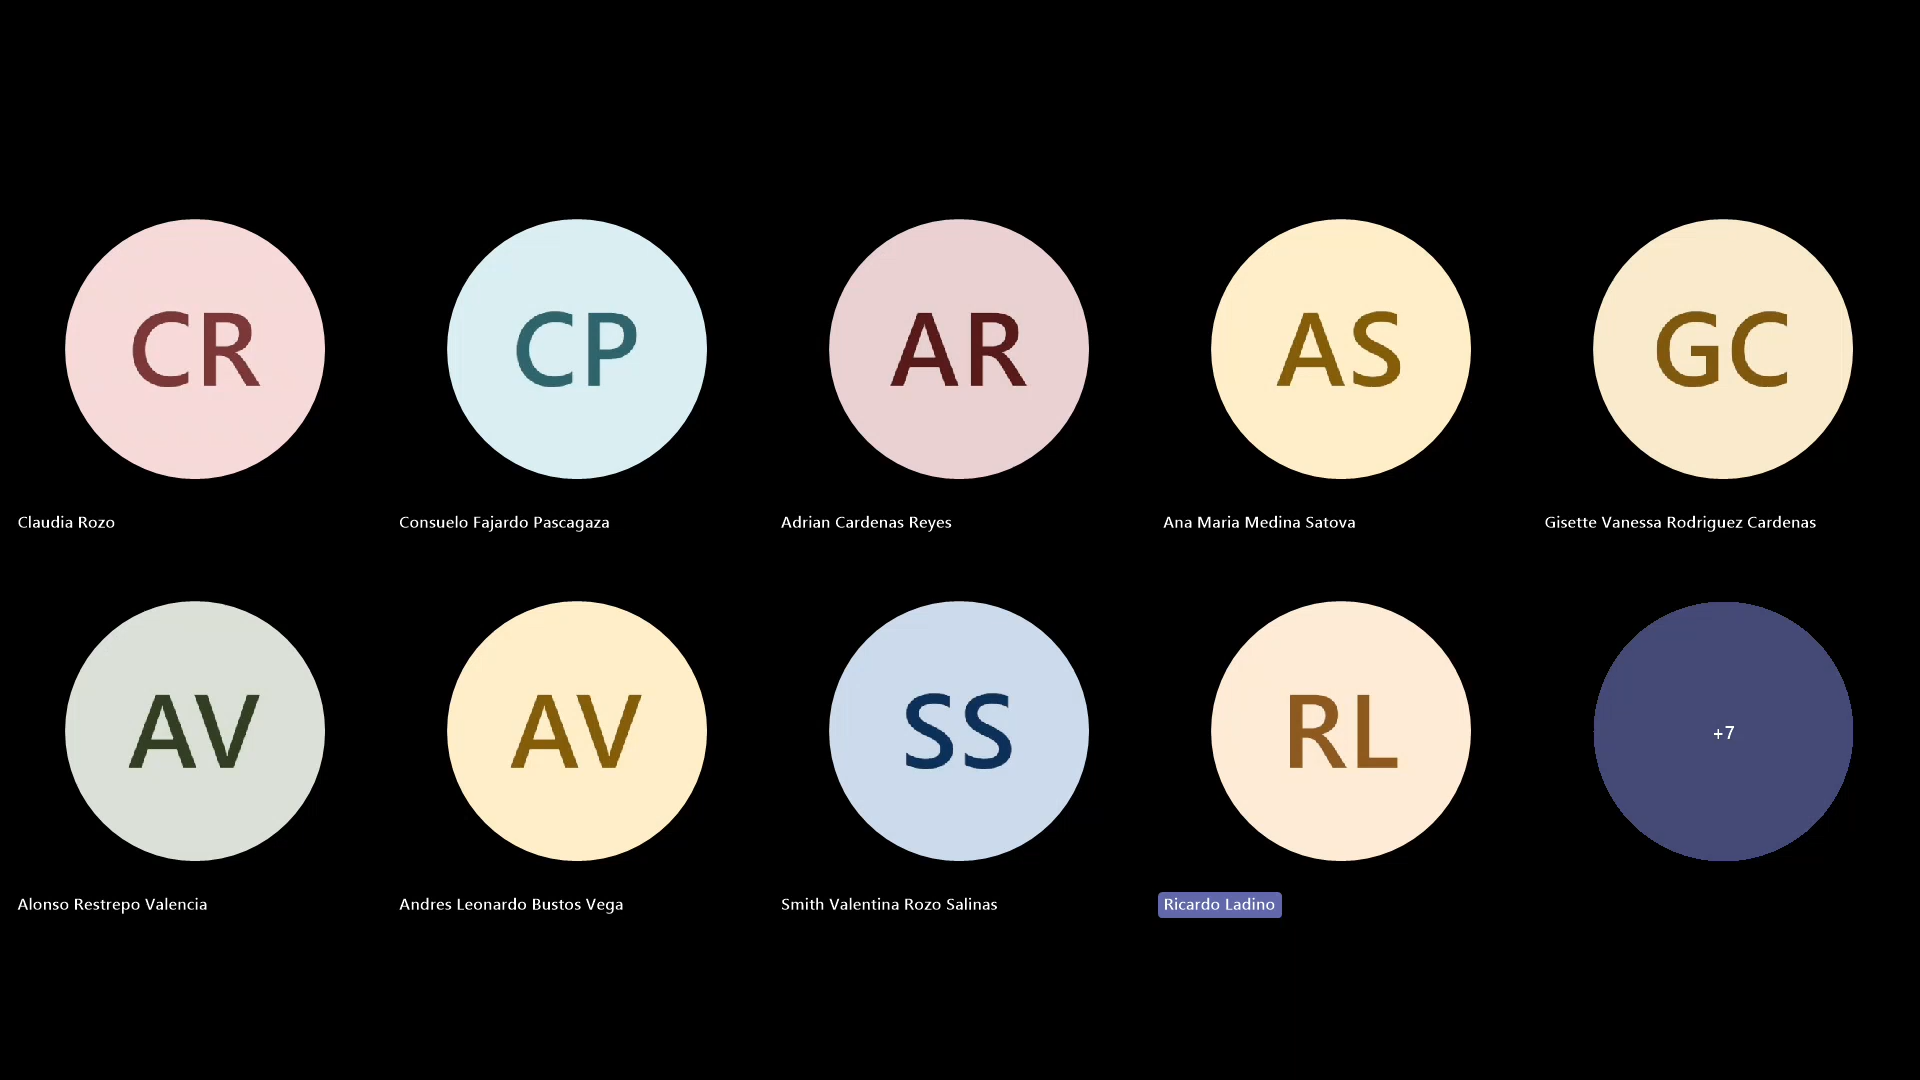 CR
CP
AR
AS
GC
Claudia Rozo
Consuelo Fajardo Pascagaza
Adrian Cardenas Reyes
Ana Maria Medina Satova
Gisette Vanessa Rodriguez Cardenas
AV
AV
SS
RL
+7
Alonso Restrepo Valencia
Andres Leonardo Bustos Vega
Smith Valentina Rozo Salinas
Ricardo Ladino